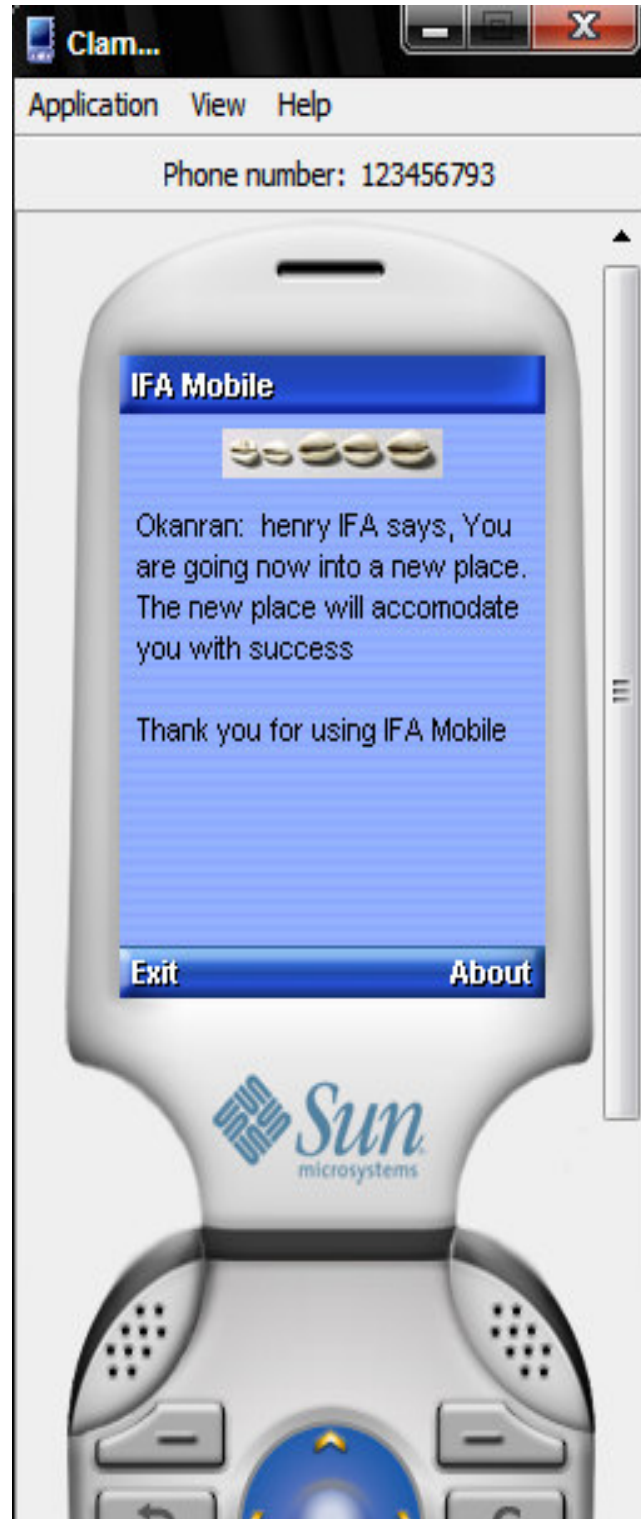 Clam...
Application View Help
Phone number: 123456793
IFA Mobile
Okanran: henry IFA says, You
are going now into a new place.
The new place will accomodate
you with success
Thank you for using IFA Mobile
Exit About
Sun
microsystems